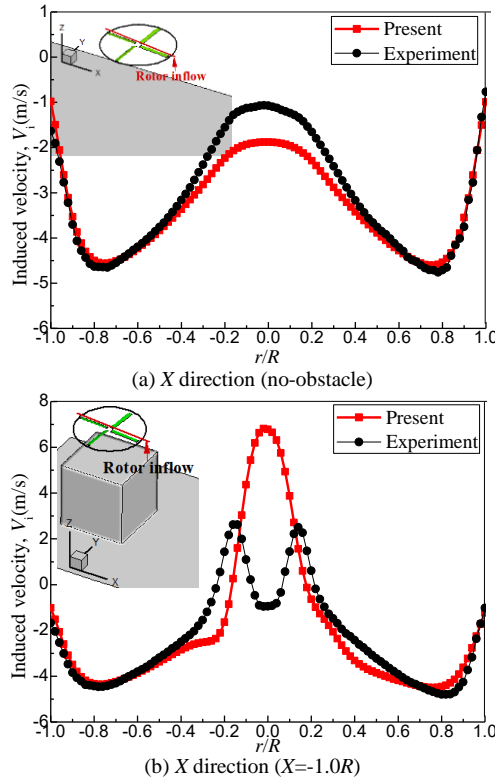 Present
Experiment
Z
Y
X
Rotor inflow
Induced velocity, Vi(m/s)
1
0
-1
-2
-3
-4
-5
-6
-1.0 -0.8 -0.6 -0.4 -0.2 0.0 0.2 0.4 0.6 0.8 1.0
r/R
(a) X direction (no-obstacle)
Present
Experiment
Rotor inflow
Z
Y
X
Induced velocity, Vi(m/s)
8
6
4
2
0
-2
-4
-6
-1.0 -0.8 -0.6 -0.4 -0.2 0.0 0.2 0.4 0.6 0.8 1.0
r/R
(b) X direction (X=-1.0R)